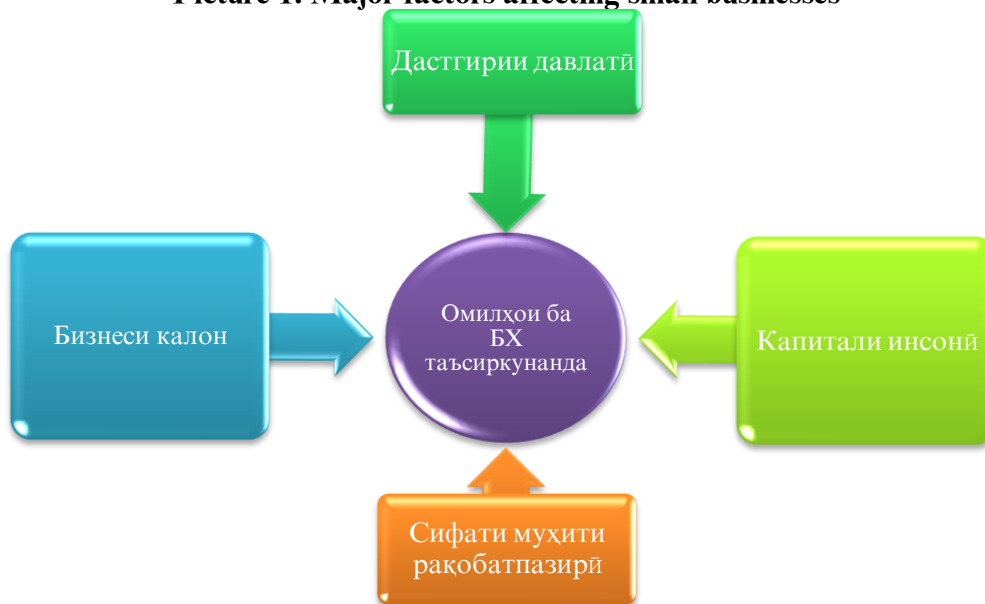 Picture 1. Major factors affecting small businesses
Дастгирии давлатӣ
Бизнеси калон
Омилҳои ба
БХ
таъсиркунанда
Капитали инсонӣ
Сифати муҳити
рақобатпазирӣ